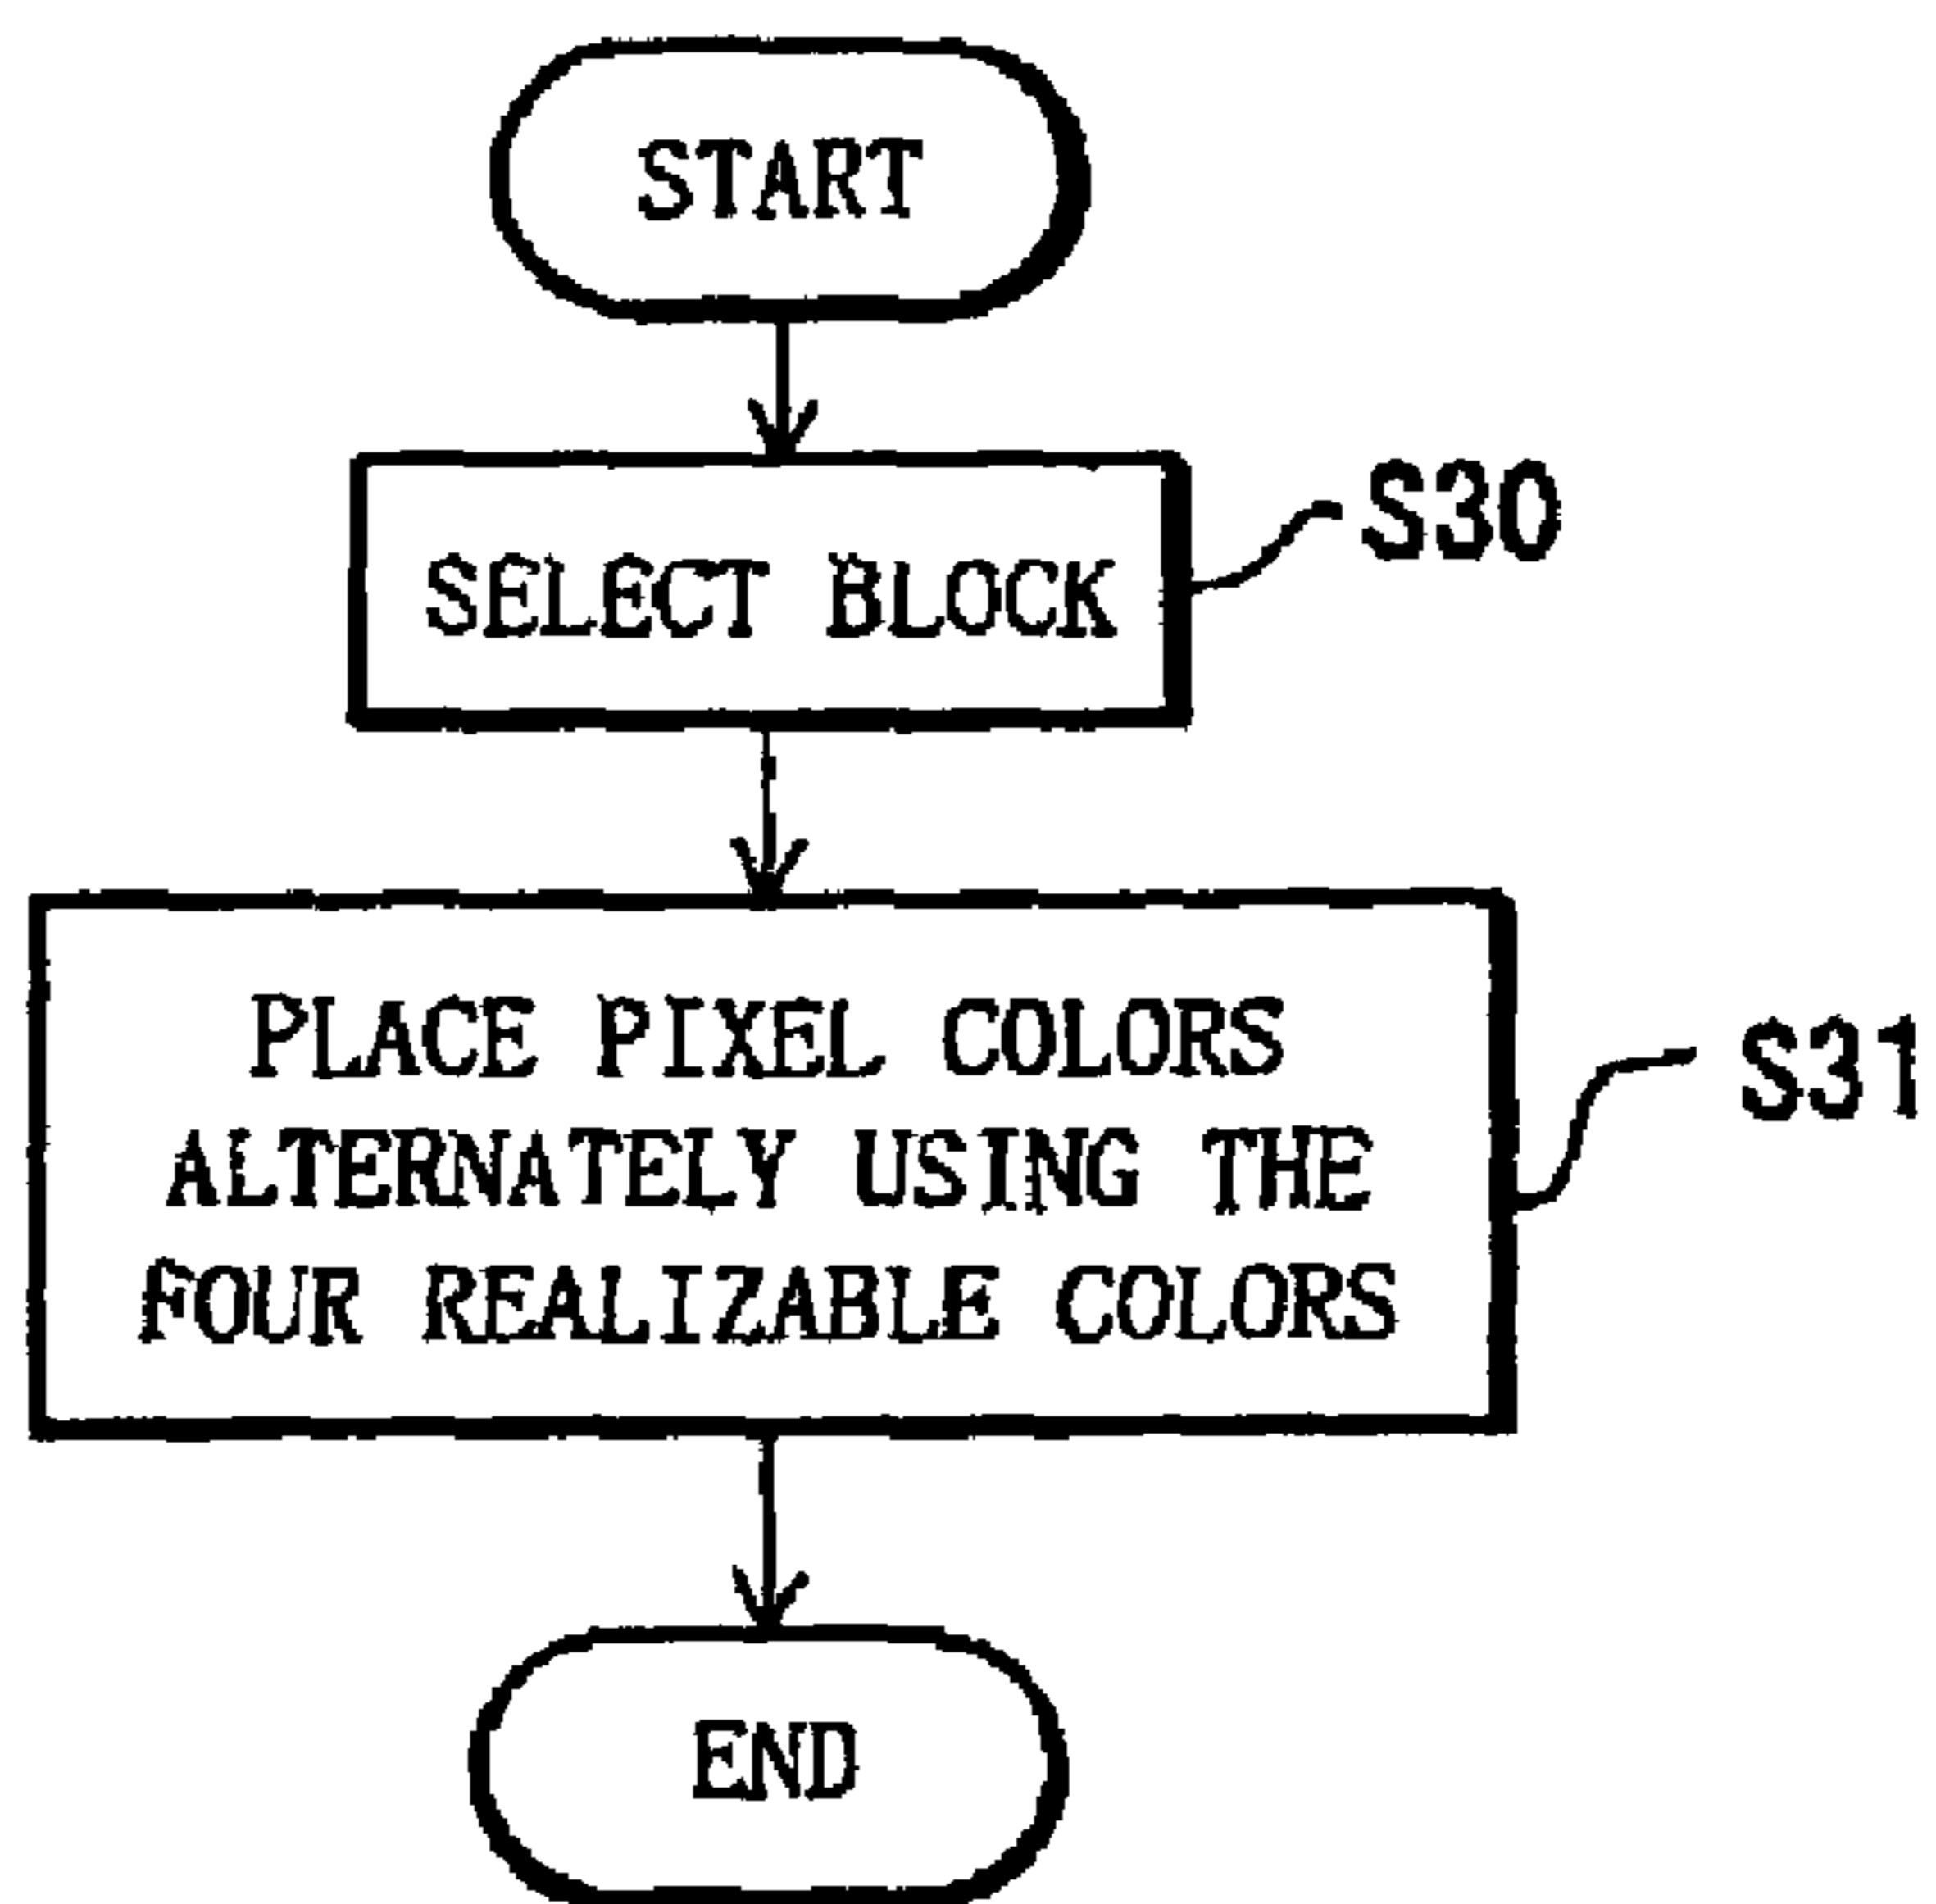 START
SELECT BLOCK
S30
PLACE PIXEL COLORS
ALTERNATELY USING THE
FOUR REALIZABLE COLORS
S31
END